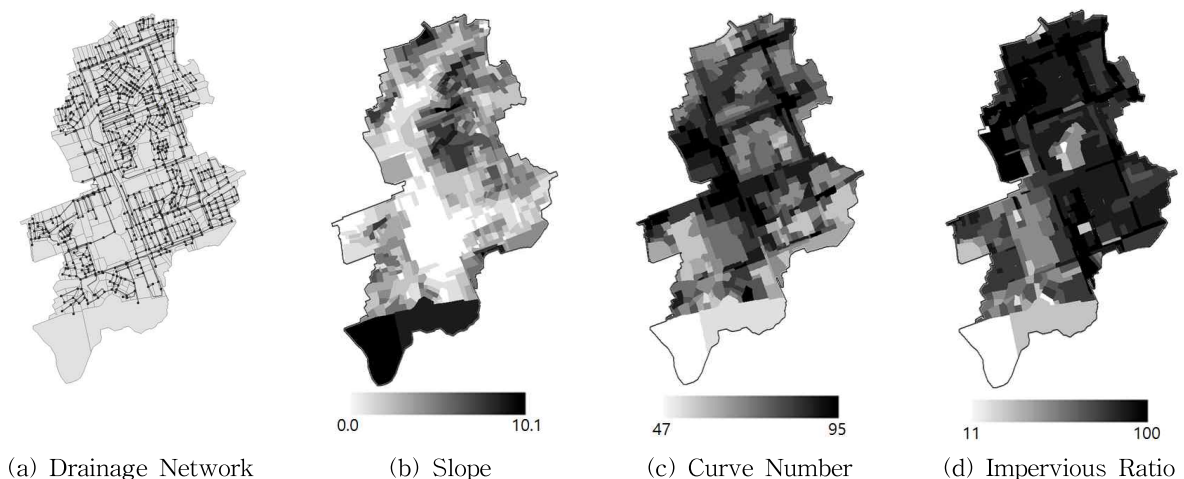 0.0 10.1
47 95
11 100
(a) Drainage Network
(b) Slope
(c) Curve Number
(d) Impervious Ratio